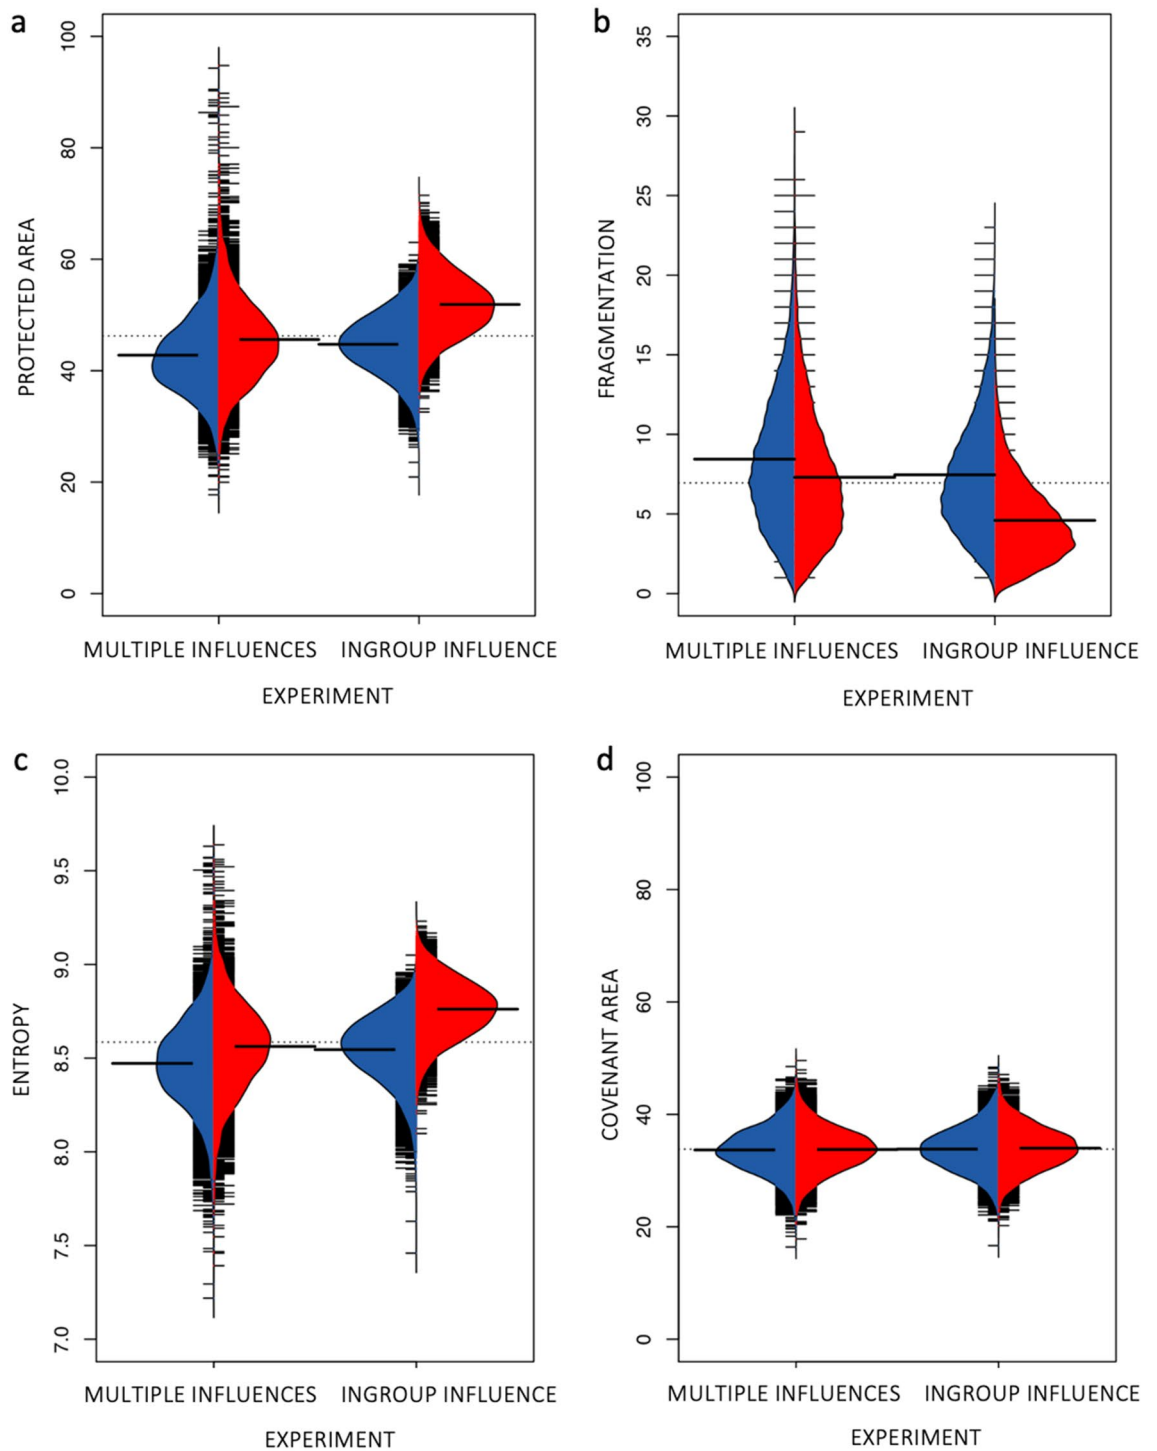 a
100
80
60
40
20
0
PROTECTED AREA
MULTIPLE INFLUENCES INGROUP INFLUENCE
EXPERIMENT
b
35
30
25
20
15
10
5
0
FRAGMENTATION
MULTIPLE INFLUENCES INGROUP INFLUENCE
EXPERIMENT
c
10.0
9.5
9.0
8.5
8.0
7.5
7.0
ENTROPY
MULTIPLE INFLUENCES INGROUP INFLUENCE
EXPERIMENT
d
100
80
60
40
20
0
COVENANT AREA
MULTIPLE INFLUENCES INGROUP INFLUENCE
EXPERIMENT